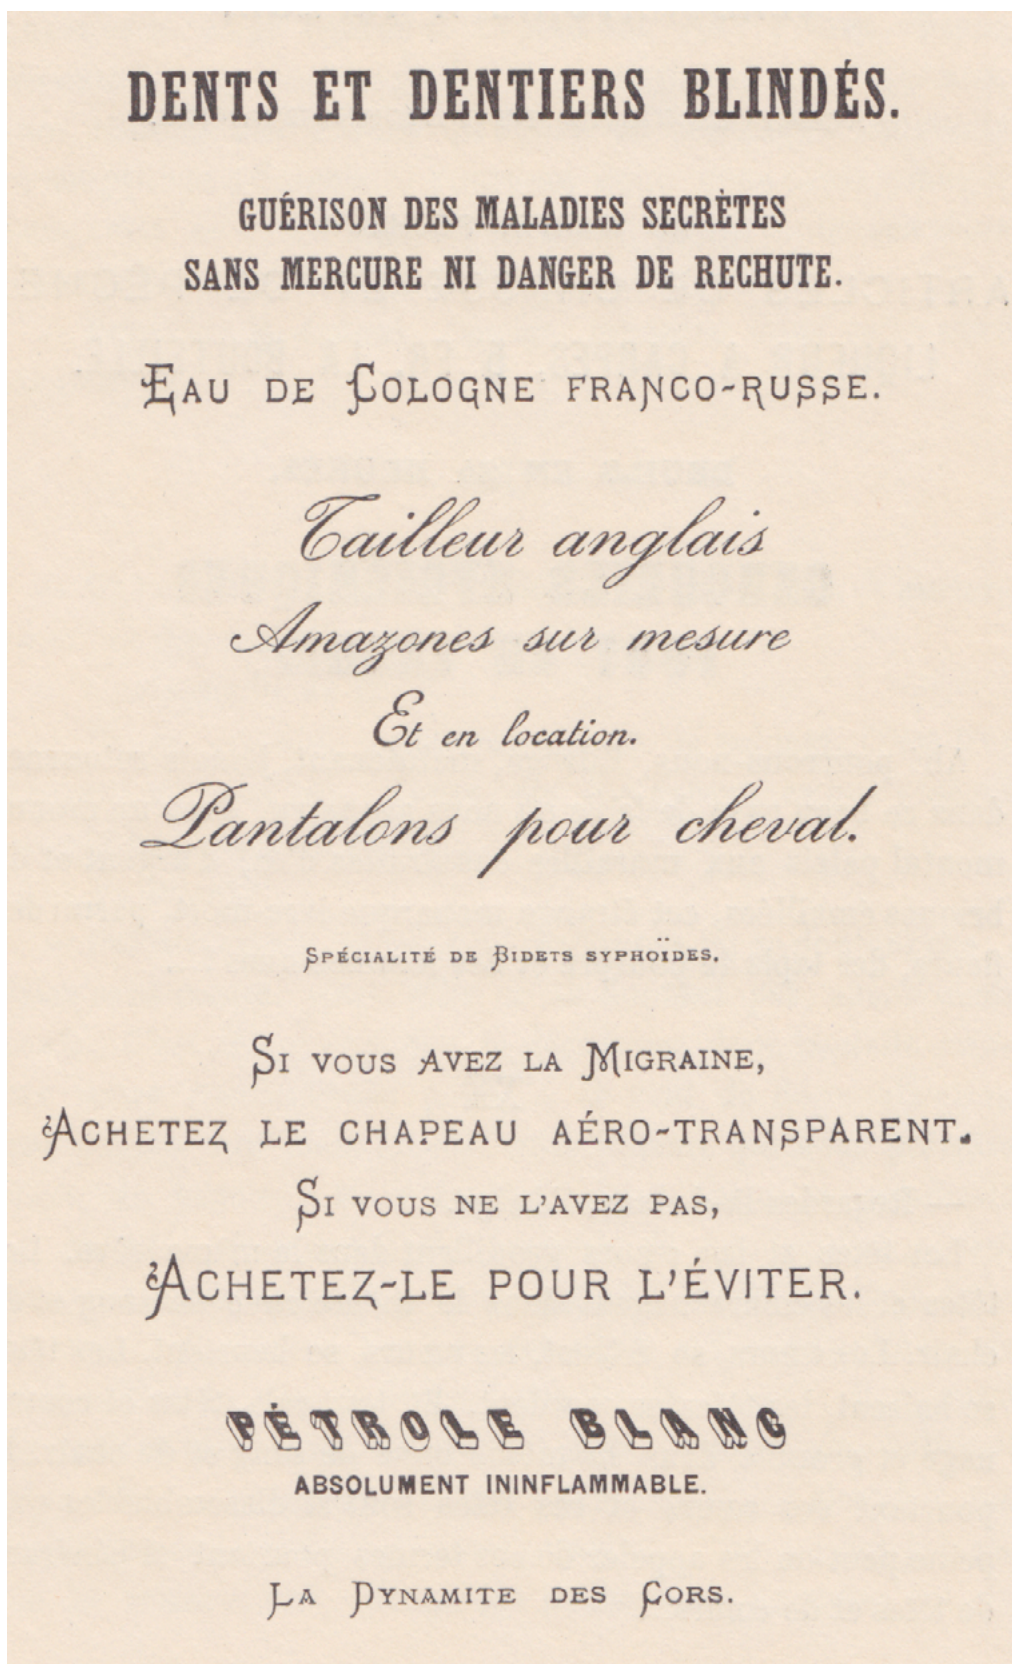 DENTS ET DENTIERS BLINDÉS.
GUÉRISON DES MALADIES SECRÈTES
SANS MERCURE NI DANGER DE RECHUTE.
EAU DE COLOGNE FRANCO-RUSSE.
Tailleur anglais
Amazones sur mesure
Et en location.
Pantalons pour cheval.
SPÉCIALITÉ DE BIDETS SYPHOÏDES.
SI VOUS AVEZ LA MIGRAINE,
ACHETEZ LE CHAPEAU AÉRO-TRANSPARENT.
SI VOUS NE L'AVEZ PAS,
ACHETEZ-LE POUR L'ÉVITER.
PÉTROLE BLANC
ABSOLUMENT ININFLAMMABLE.
LA DYNAMITE DES CORS.